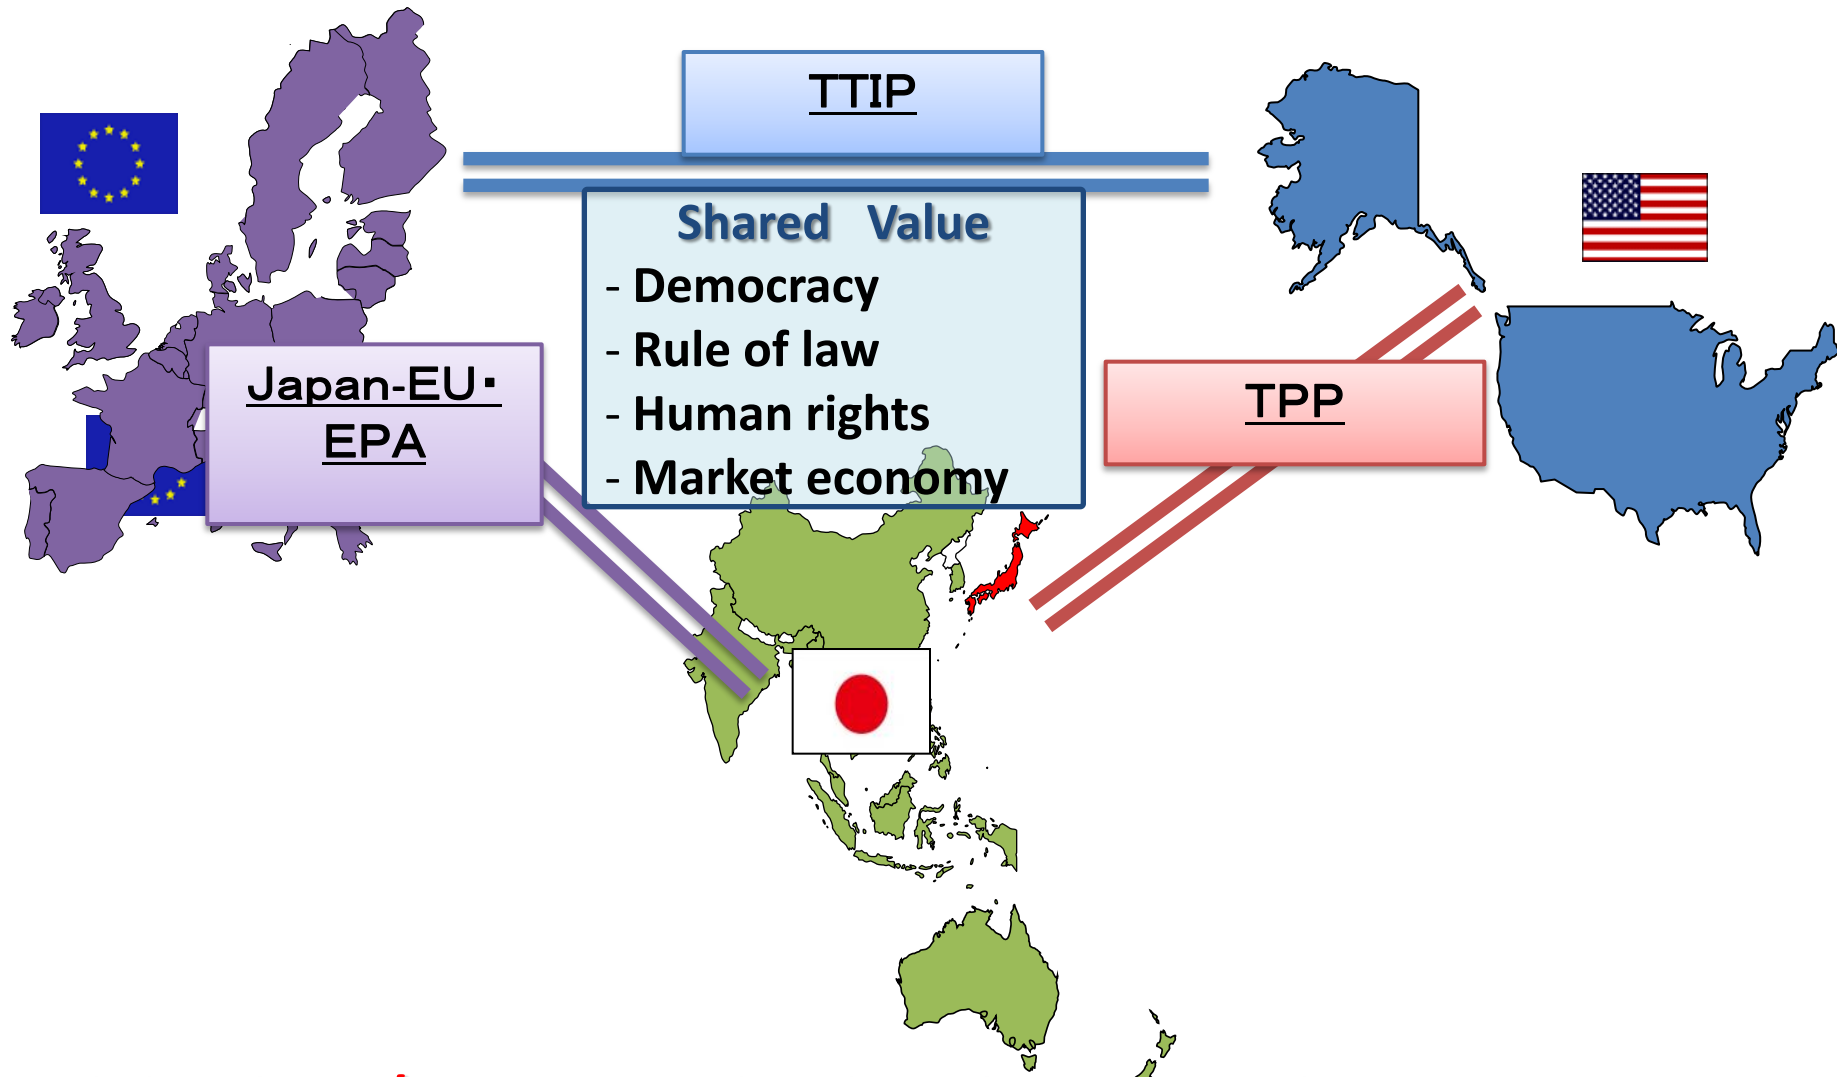 TTIP
Shared Value
- Democracy
- Rule of law
- Human rights
- Market economy
Japan-EU・
EPA
TPP